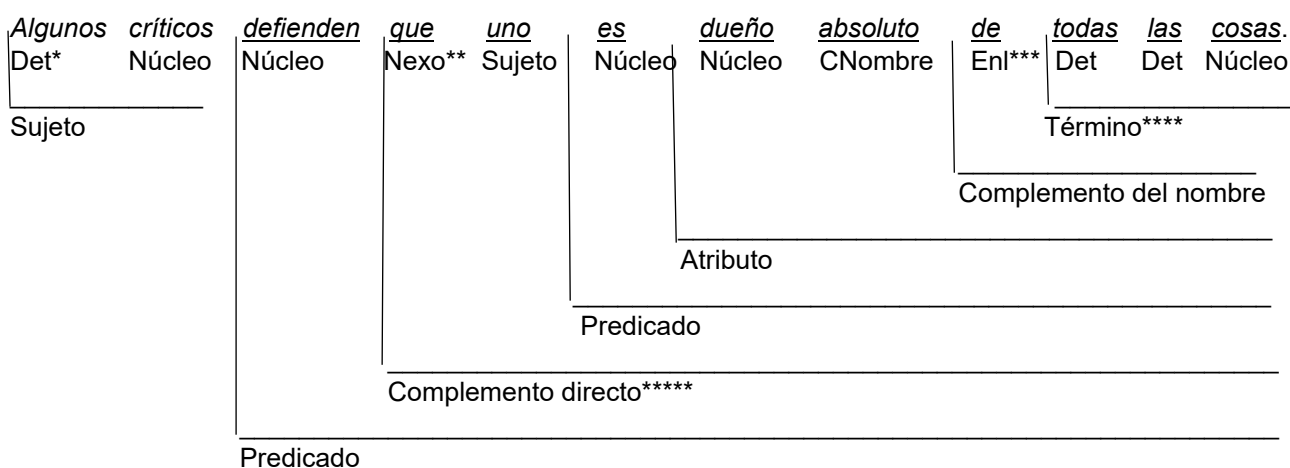 Algunos críticos defienden que uno es dueño absoluto de todas las cosas.
Det* Núcleo Núcleo Nexo** Sujeto Núcleo Núcleo CNombre Enl*** Det Det Núcleo
Sujeto Término****
Complemento del nombre
Atributo
Predicado
Complemento directo*****
Predicado